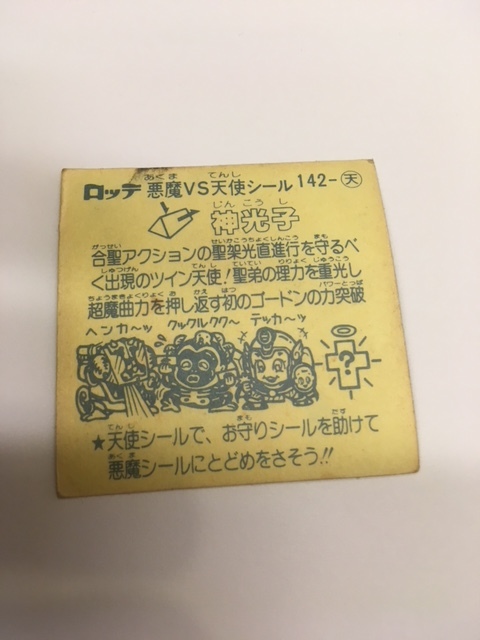 ロッテ 悪魔VS天使シール 142-天
神光子
合聖アクションの聖架光直進行を守るべ
く出現のツイン天使!聖弟の理力を重光し
超魔曲力を押し返す初のゴードンの力突破
ヘンカ〜ッ クックルクク〜 テッカ〜ッ
?
★天使シールで、お守りシールを助けて
悪魔シールにとどめをさそう!!